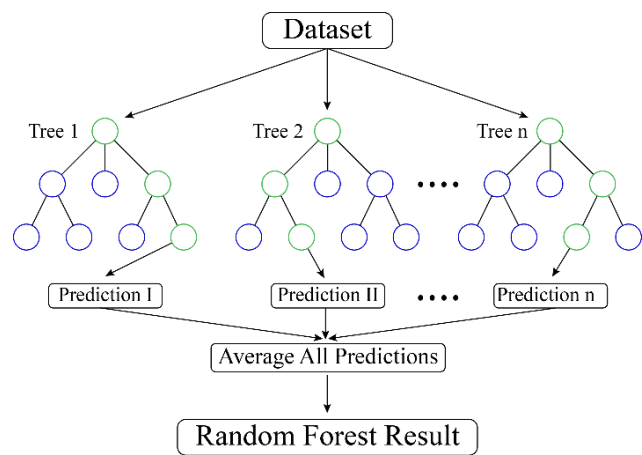 Dataset
Tree 1
Tree 2
Tree n
Prediction I
Prediction II
Prediction n
Average All Predictions
Random Forest Result